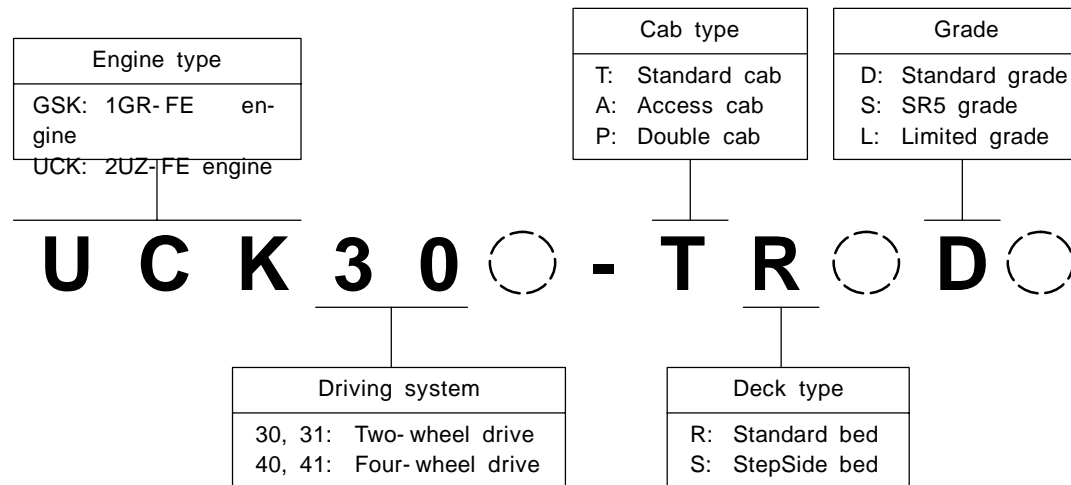 Engine type
GSK: 1GR-FE en-
gine
UCK: 2UZ-FE engine
Cab type
T: Standard cab
A: Access cab
P: Double cab
Grade
D: Standard grade
S: SR5 grade
L: Limited grade
UCK30 - TR D
Driving system
30, 31: Two-wheel drive
40, 41: Four-wheel drive
Deck type
R: Standard bed
S: StepSide bed